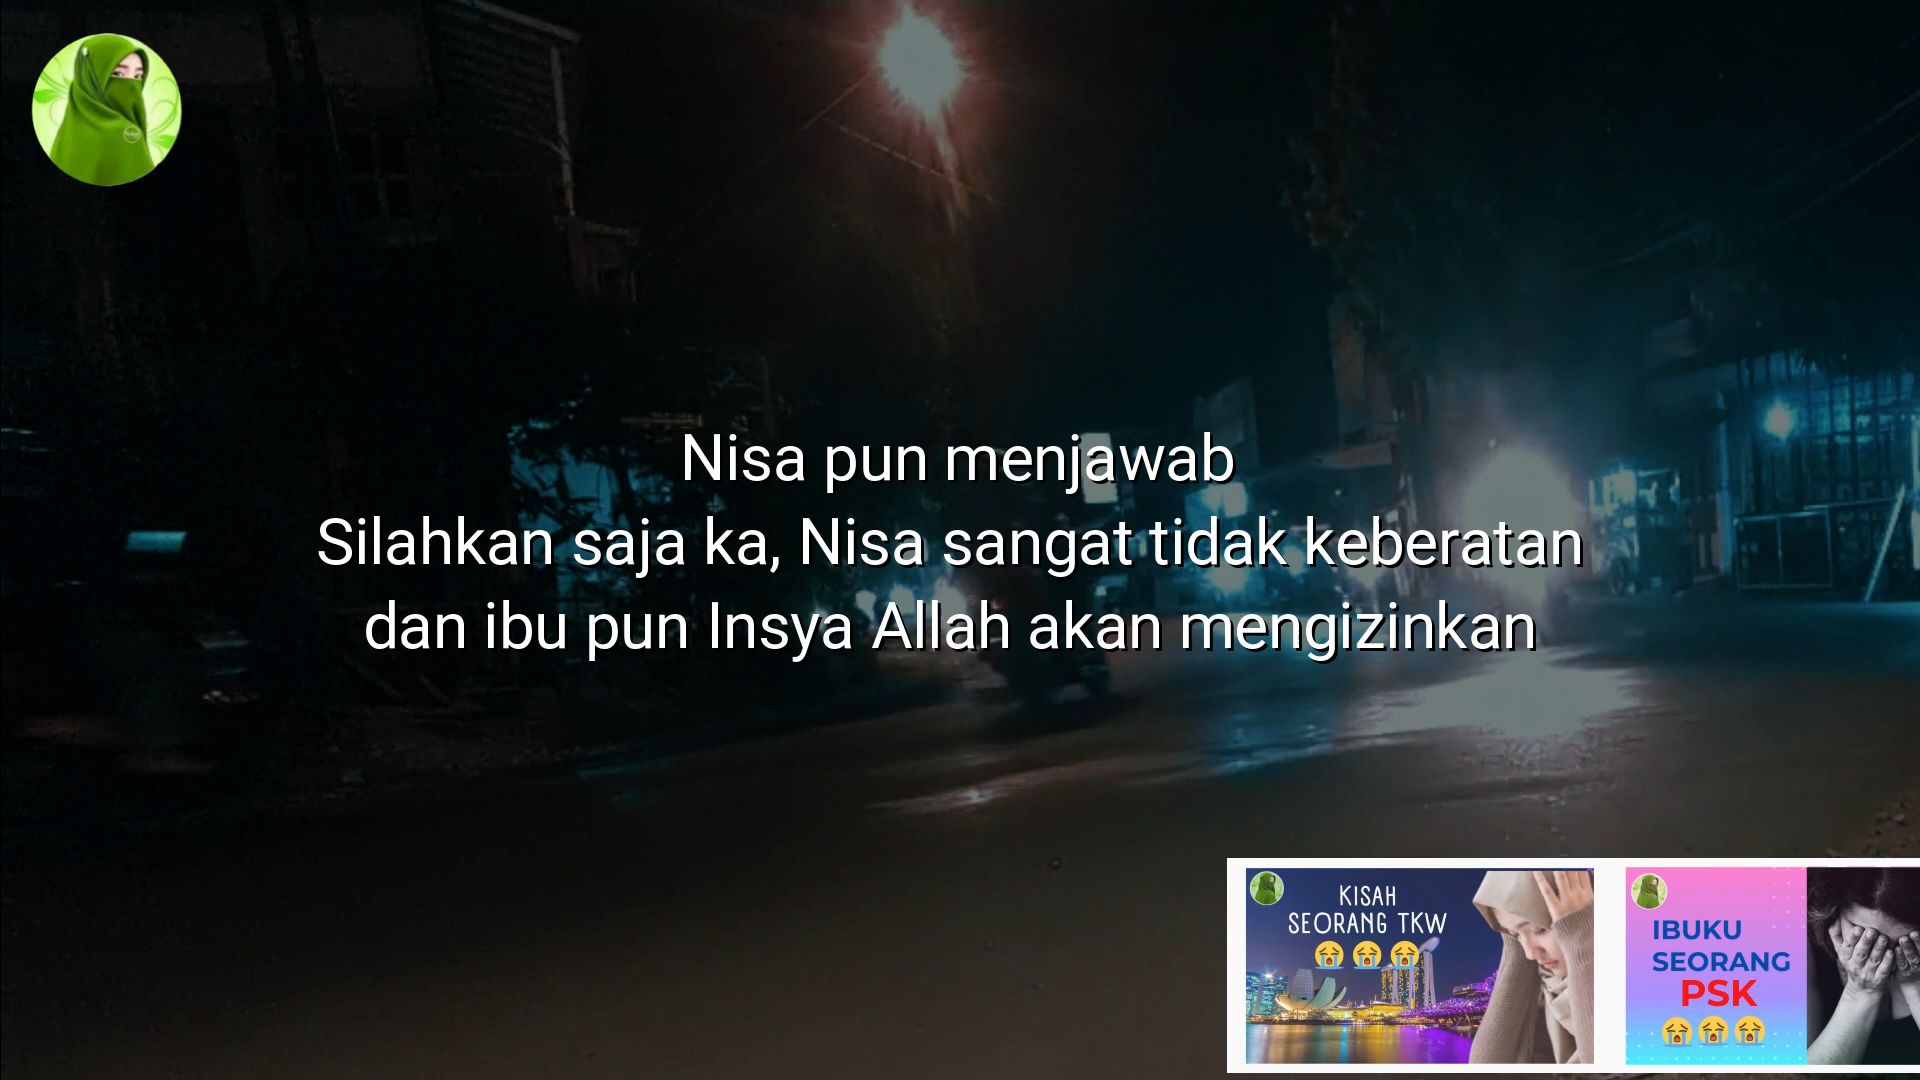 Nisa pun menjawab
Silahkan saja ka, Nisa sangat tidak keberatan
dan ibu pun Insya Allah akan mengizinkan
KISAH
SEORANG TKW
IBUKU
SEORANG
PSK